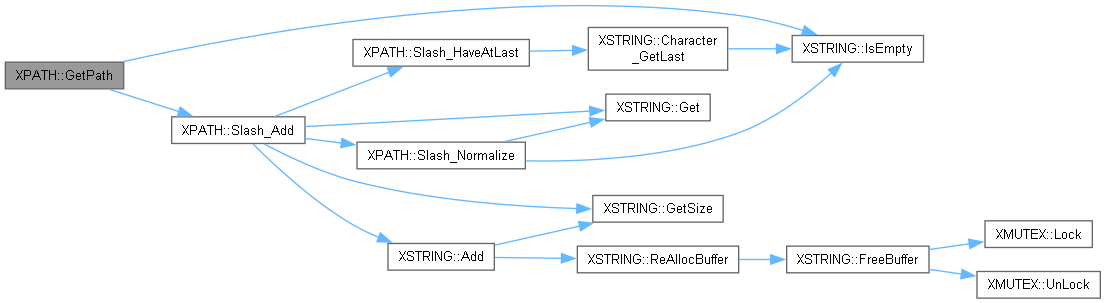 XPATH::GetPath
XPATH::Slash_Add
XPATH::Slash_HaveAtLast
XPATH::Slash_Normalize
XSTRING::Add
XSTRING::Character
_GetLast
XSTRING::Get
XSTRING::GetSize
XSTRING::ReAllocBuffer
XSTRING::IsEmpty
XSTRING::FreeBuffer
XMUTEX::Lock
XMUTEX::UnLock